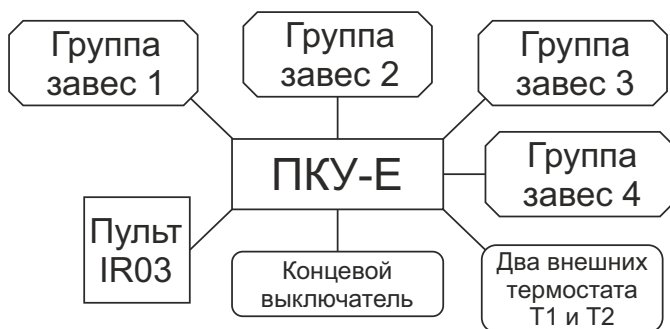 Группа
завес 1
Группа
завес 2
Группа
завес 3
ПКУ-Е
Группа
завес 4
Пульт
IR03
Концевой
выключатель
Два внешних
термостата
Т1 и Т2